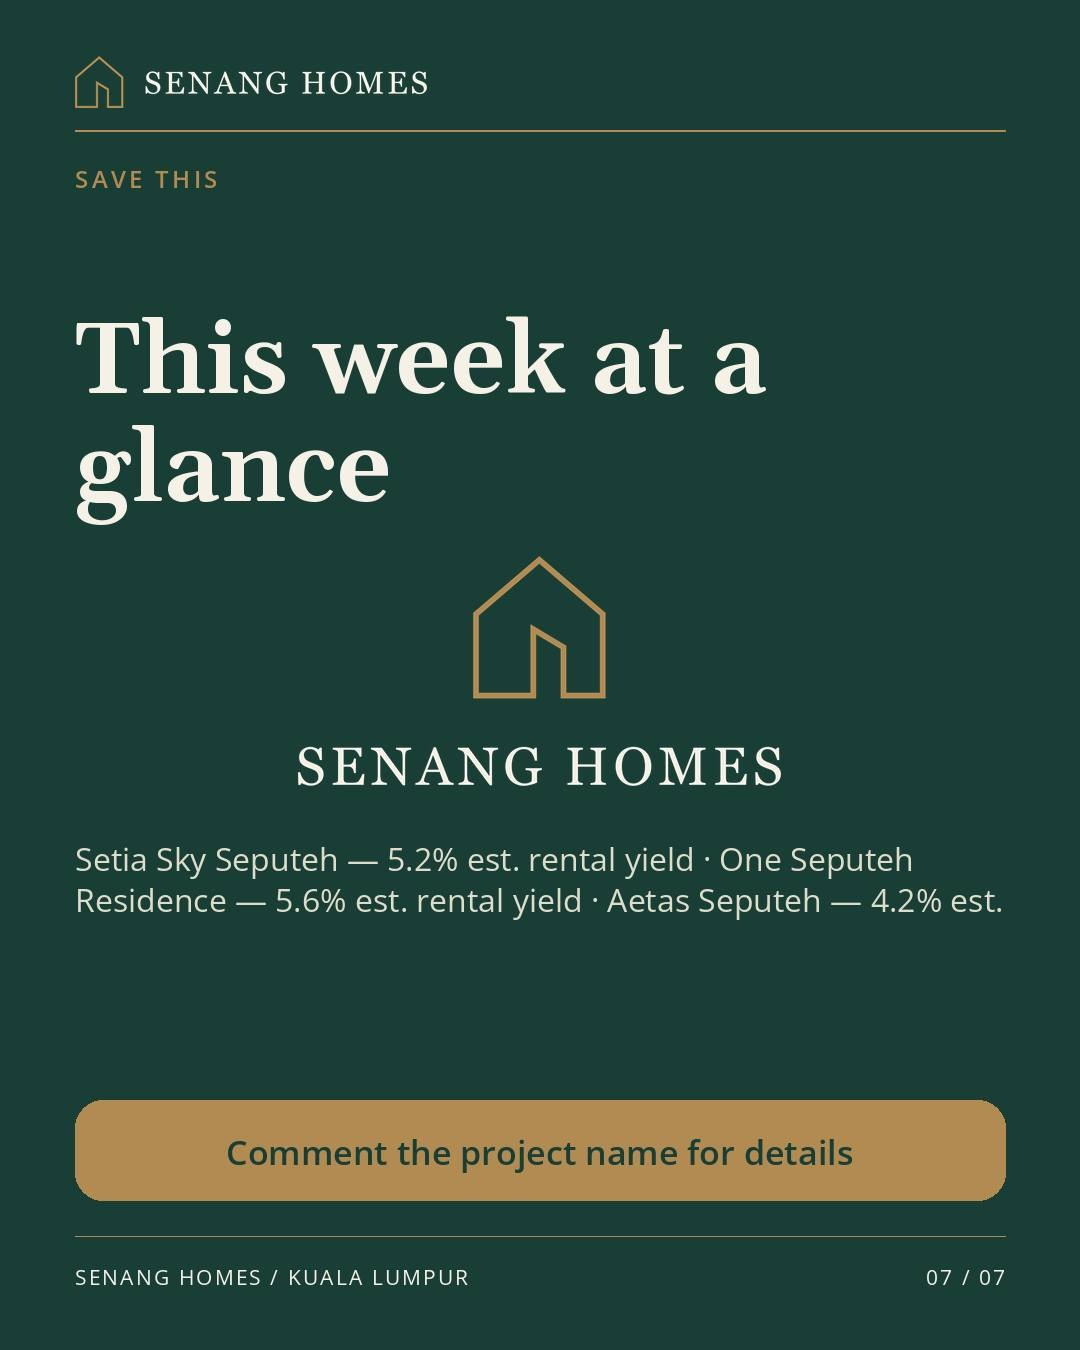 SENANG HOMES
SAVE THIS
This week at a
glance
SENANG HOMES
Setia Sky Seputeh — 5.2% est. rental yield · One Seputeh
Residence — 5.6% est. rental yield · Aetas Seputeh — 4.2% est.
Comment the project name for details
SENANG HOMES / KUALA LUMPUR
07 / 07